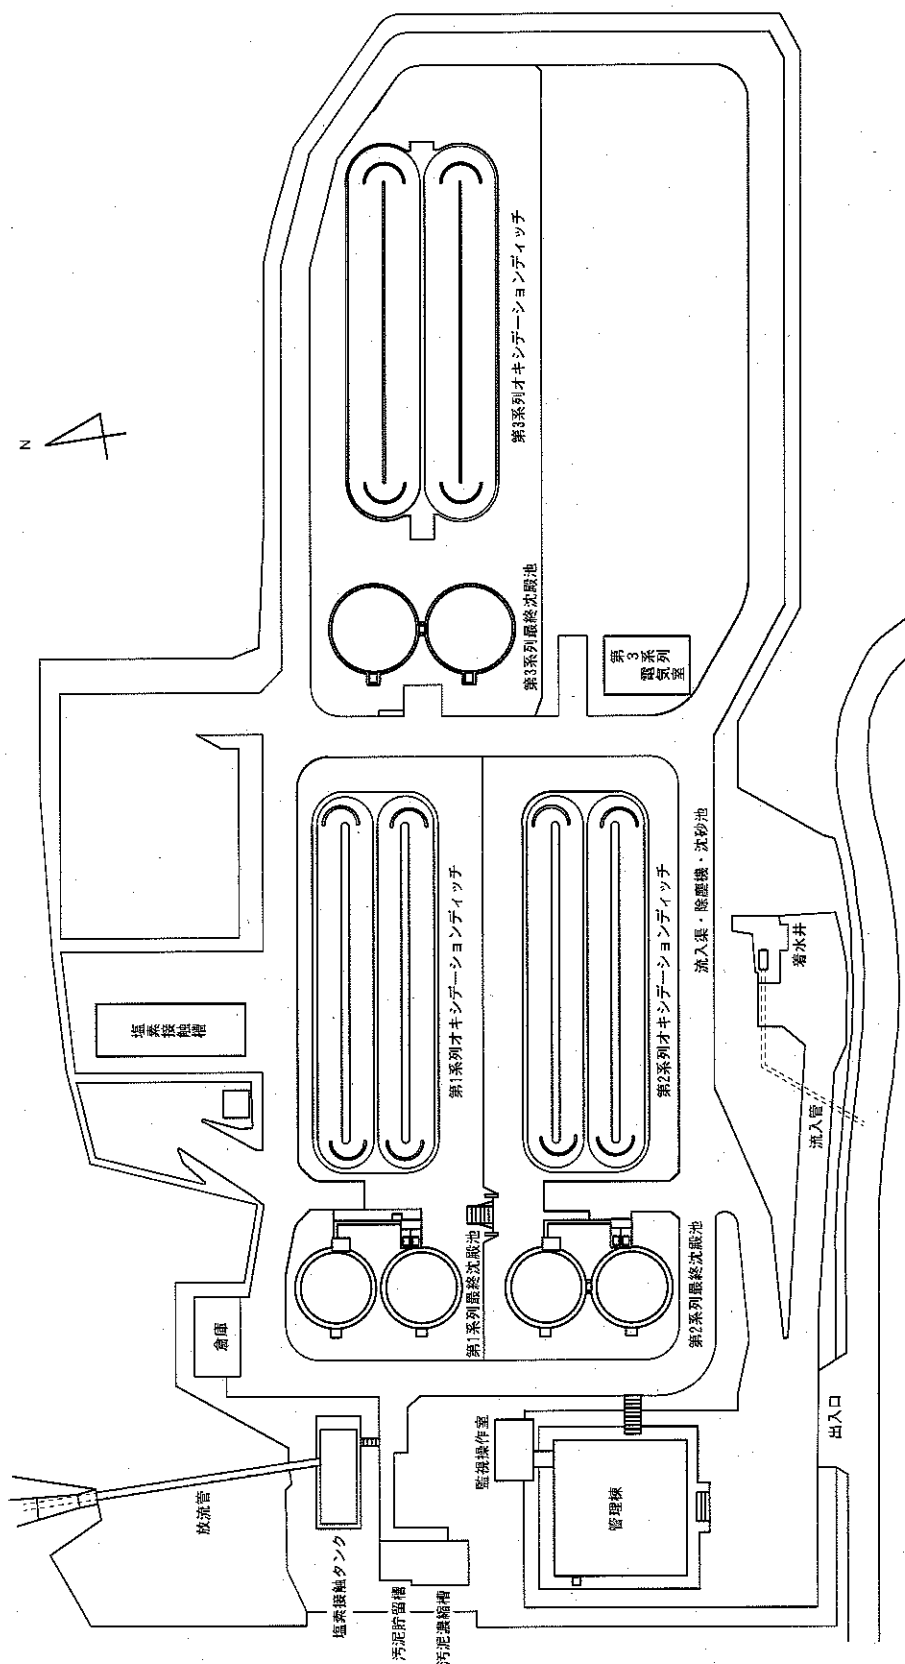 N
第3系列オキシデーションディッチ
第3系列最終沈殿池
第3系列
電気室
塩素接触槽
第1系列オキシデーションディッチ
第2系列オキシデーションディッチ
流入渠・除塵機・沈砂池
着水井
流入管
第1系列最終沈殿池
第2系列最終沈殿池
倉庫
放流管
塩素接触タンク
汚泥貯留槽
汚泥濃縮槽
監視操作室
管理棟
出入口